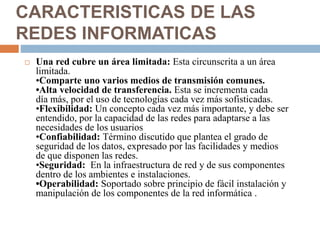 CARACTERISTICAS DE LAS
REDES INFORMATICAS
Una red cubre un área limitada: Esta circunscrita a un área
limitada.
•Comparte uno varios medios de transmisión comunes.
•Alta velocidad de transferencia. Esta se incrementa cada
día más, por el uso de tecnologías cada vez más sofisticadas.
•Flexibilidad: Un concepto cada vez más importante, y debe ser
entendido, por la capacidad de las redes para adaptarse a las
necesidades de los usuarios
•Confiabilidad: Término discutido que plantea el grado de
seguridad de los datos, expresado por las facilidades y medios
de que disponen las redes.
•Seguridad: En la infraestructura de red y de sus componentes
dentro de los ambientes e instalaciones.
•Operabilidad: Soportado sobre principio de fácil instalación y
manipulación de los componentes de la red informática .